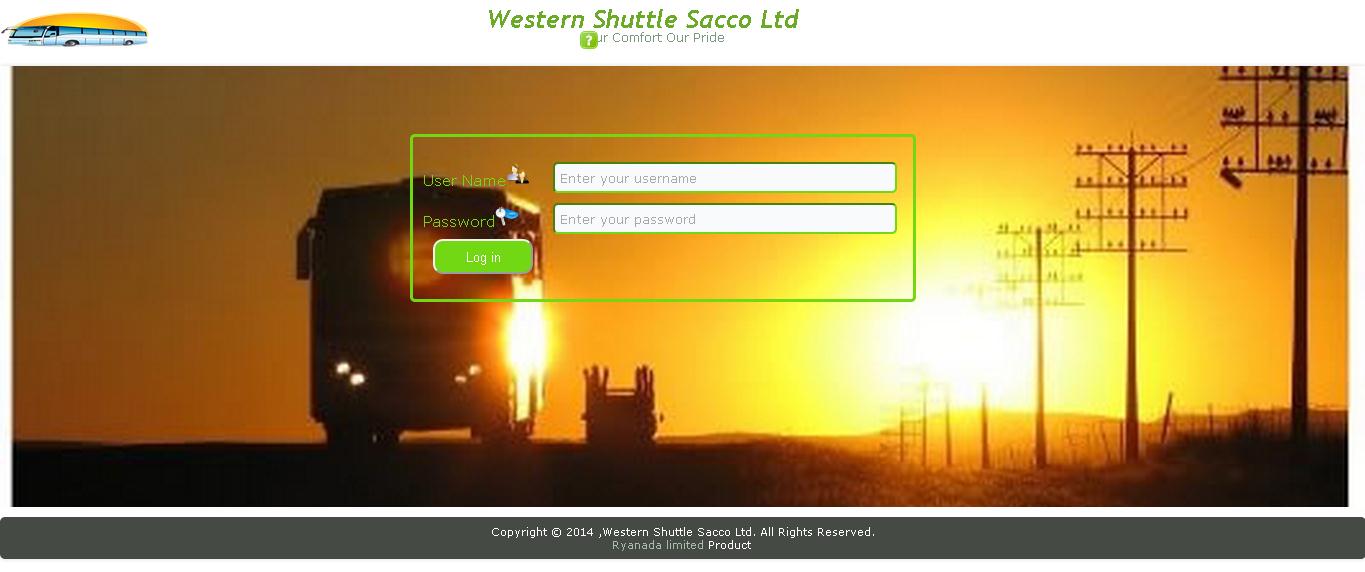 Western Shuttle Sacco Ltd
? ur Comfort Our Pride
User Name
Enter your username
Password
Enter your password
Log in
Copyright © 2014 ,Western Shuttle Sacco Ltd. All Rights Reserved.
Ryanada limited Product